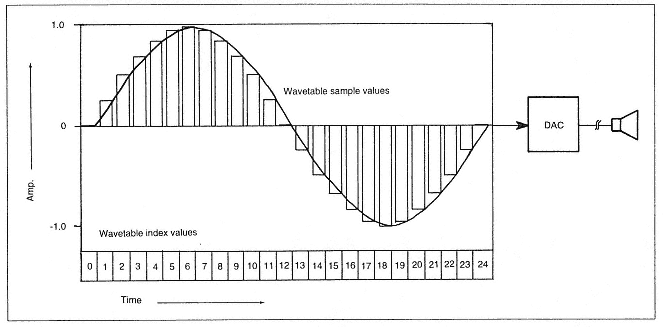 1.0
Wavetable sample values
0
DAC
Amp.
-1.0
Wavetable index values
0 1 2 3 4 5 6 7 8 9 10 11 12 13 14 15 16 17 18 19 20 21 22 23 24
Time